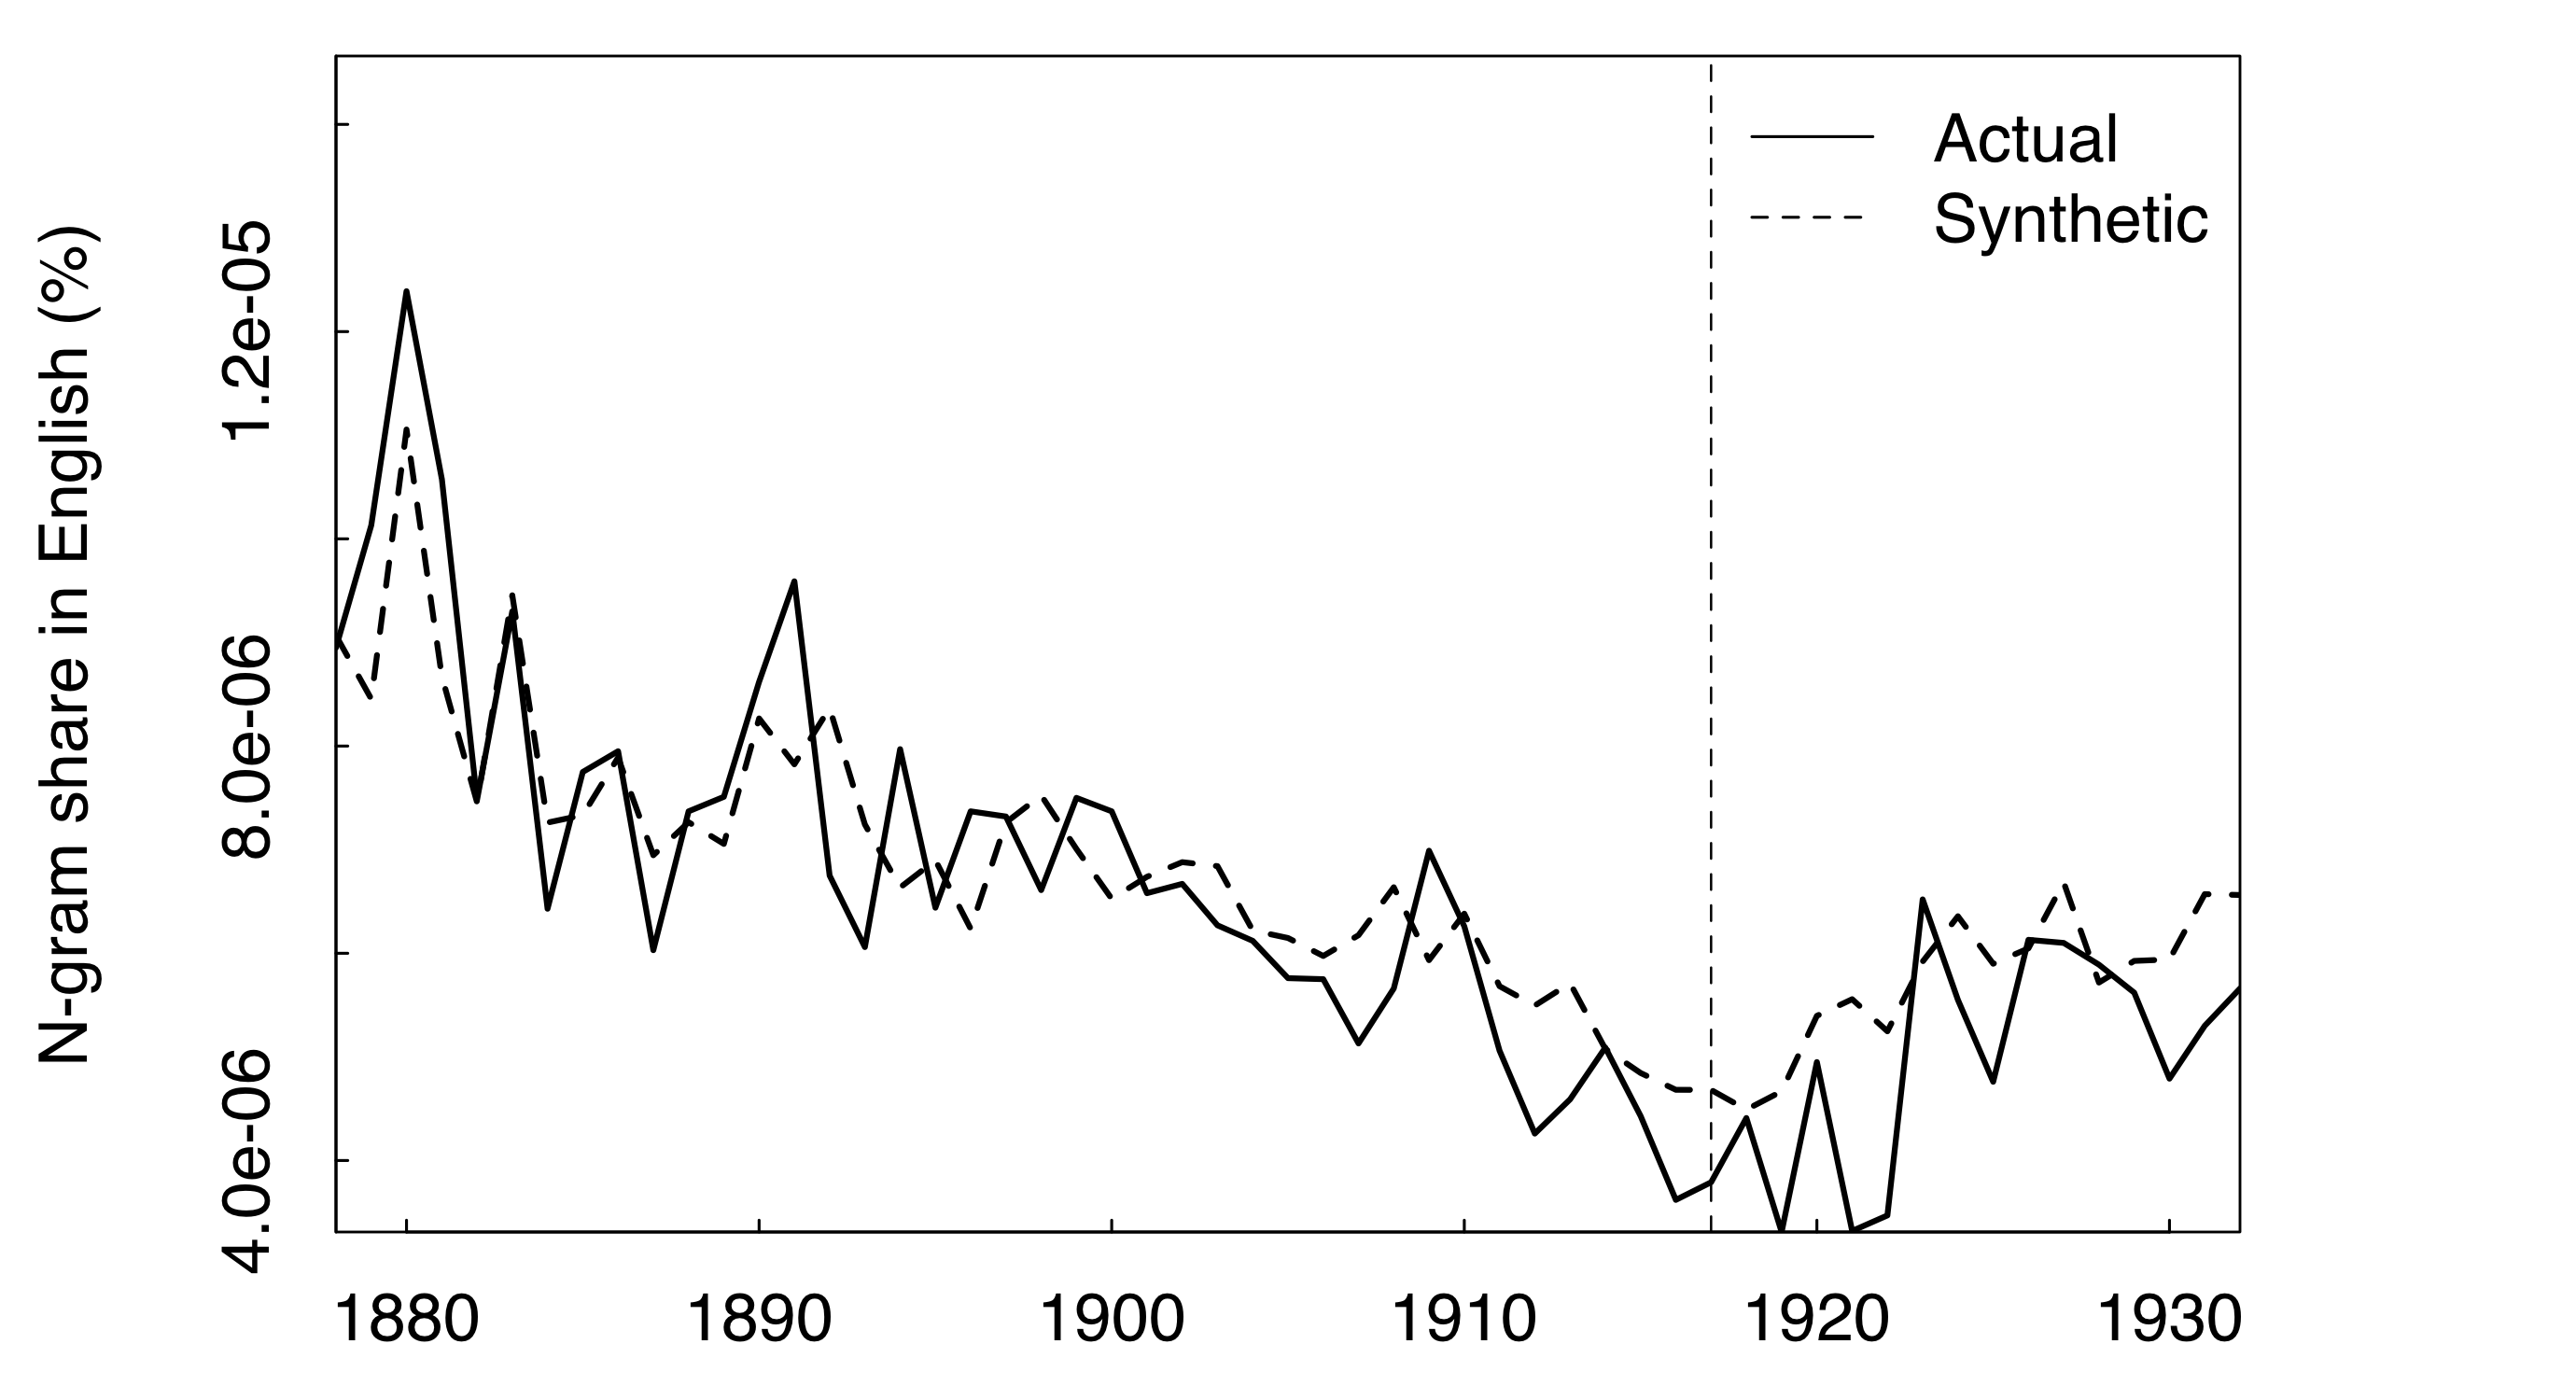 N-gram share in English (%)
1.2e-05
8.0e-06
4.0e-06
Actual
Synthetic
1880 1890 1900 1910 1920 1930